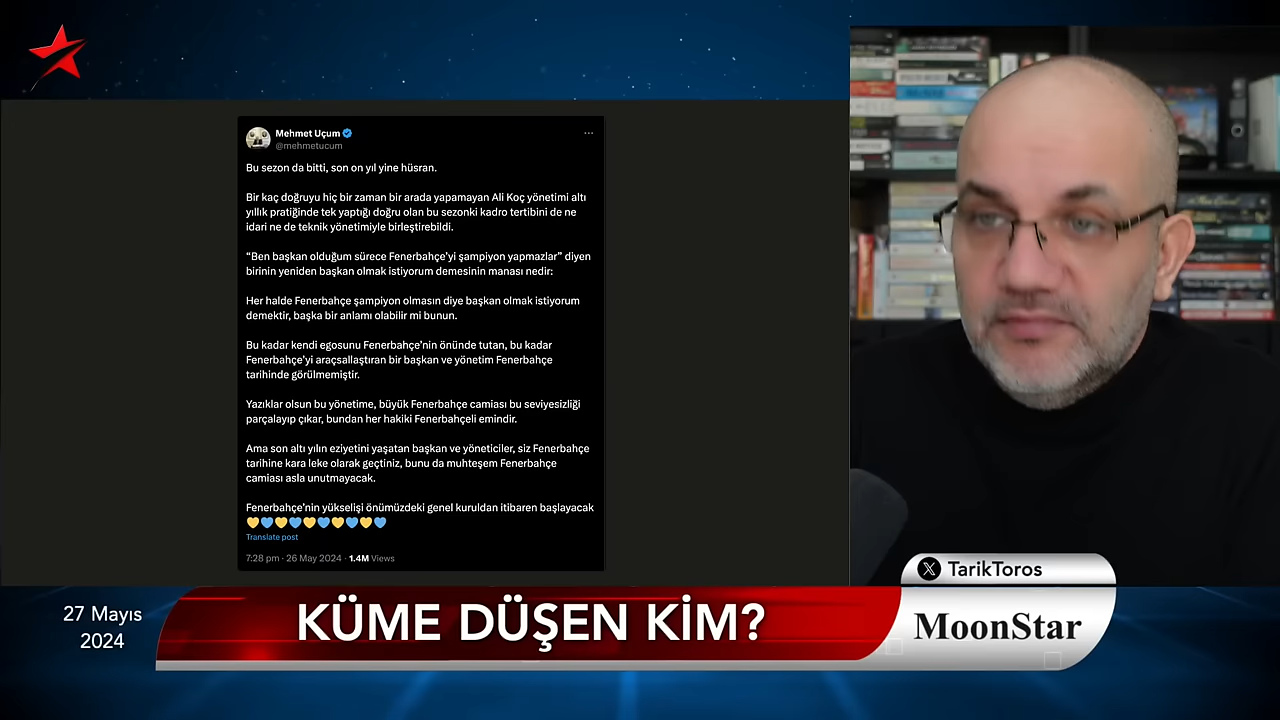 Mehmet Uçum
@mehmetucum
Bu sezon da bitti, son on yıl yine hüsran.
Bir kaç doğruyu hiç bir zaman bir arada yapamayan Ali Koç yönetimi altı
yıllık pratiğinde tek yaptığı doğru olan bu sezonki kadro tertibini de ne
idari ne de teknik yönetimiyle birleştirebildi.
“Ben başkan olduğum sürece Fenerbahçe’yi şampiyon yapmazlar” diyen
birinin yeniden başkan olmak istiyorum demesinin manası nedir:
Her halde Fenerbahçe şampiyon olmasın diye başkan olmak istiyorum
demektir, başka bir anlamı olabilir mi bunun.
Bu kadar kendi egosunu Fenerbahçe’nin önünde tutan, bu kadar
Fenerbahçe’yi araçsallaştıran bir başkan ve yönetim Fenerbahçe
tarihinde görülmemiştir.
Yazıklar olsun bu yönetime, büyük Fenerbahçe camiası bu seviyesizliği
parçalayıp çıkar, bundan her hakiki Fenerbahçeli emindir.
Ama son altı yılın eziyetini yaşatan başkan ve yöneticiler, siz Fenerbahçe
tarihine kara leke olarak geçtiniz, bunu da muhteşem Fenerbahçe
camiası asla unutmayacak.
Fenerbahçe’nin yükselişi önümüzdeki genel kuruldan itibaren başlayacak
💛💙💛💙💛💙💛💙💛💙
Translate post
7:28 pm · 26 May 2024 · 1.4M Views
TarikToros
27 Mayıs
2024
KÜME DÜŞEN KİM?
MoonStar